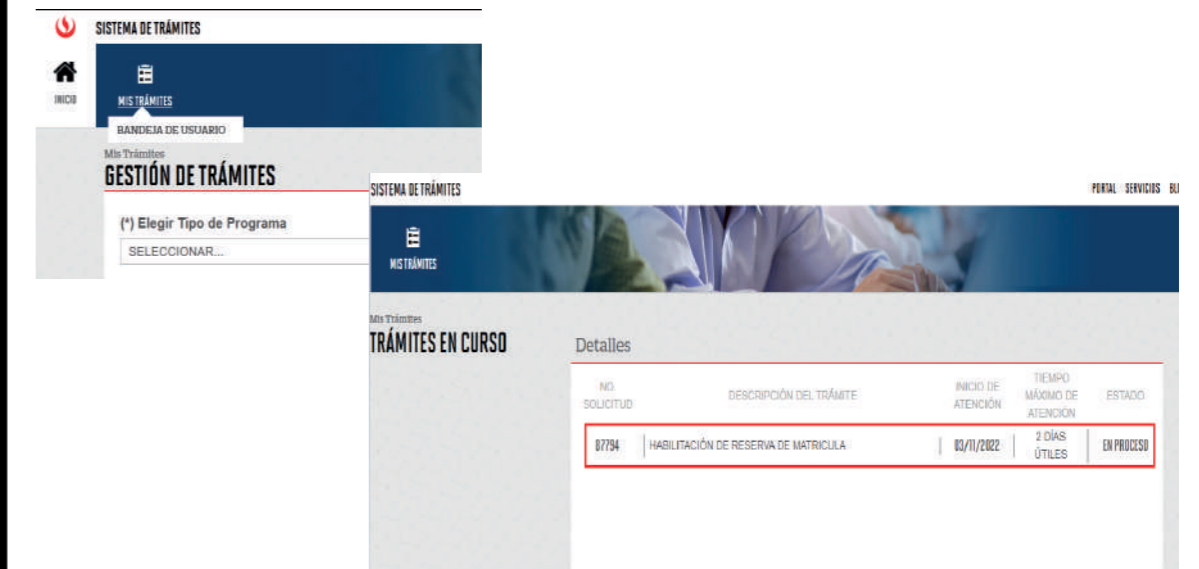 SISTEMA DE TRÁMITES
INICIO
MIS TRÁMITES
BANDEJA DE USUARIO
Mis Trámites
GESTIÓN DE TRÁMITES
(*) Elegir Tipo de Programa
SELECCIONAR...
SISTEMA DE TRÁMITES
PORTAL SERVICIOS
MIS TRÁMITES
Mis Trámites
TRÁMITES EN CURSO
Detalles
NO. SOLICITUD
DESCRIPCIÓN DEL TRÁMITE
INICIO DE ATENCIÓN
TIEMPO MÁXIMO DE ATENCIÓN
ESTADO
87794
HABILITACIÓN DE RESERVA DE MATRICULA
03/11/2022
2 DÍAS ÚTILES
EN PROCESO